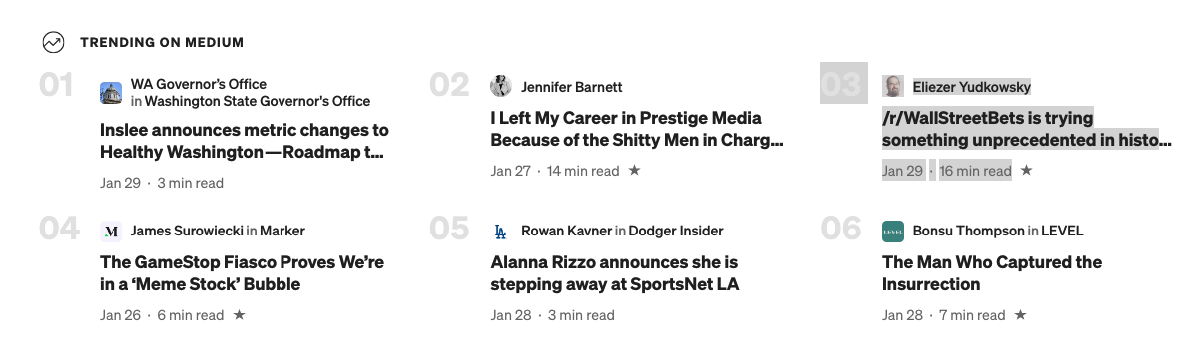 TRENDING ON MEDIUM
01
WA Governor's Office
in Washington State Governor's Office
Inslee announces metric changes to
Healthy Washington—Roadmap t...
Jan 29 · 3 min read
02
Jennifer Barnett
I Left My Career in Prestige Media
Because of the Shitty Men in Charg...
Jan 27 · 14 min read ★
03
Eliezer Yudkowsky
/r/WallStreetBets is trying
something unprecedented in histo...
Jan 29 · 16 min read ★
04
M
James Surowiecki in Marker
The GameStop Fiasco Proves We're
in a 'Meme Stock' Bubble
Jan 26 · 6 min read ★
05
LA
Rowan Kavner in Dodger Insider
Alanna Rizzo announces she is
stepping away at SportsNet LA
Jan 28 · 3 min read
06
LEVEL
Bonsu Thompson in LEVEL
The Man Who Captured the
Insurrection
Jan 28 · 7 min read ★